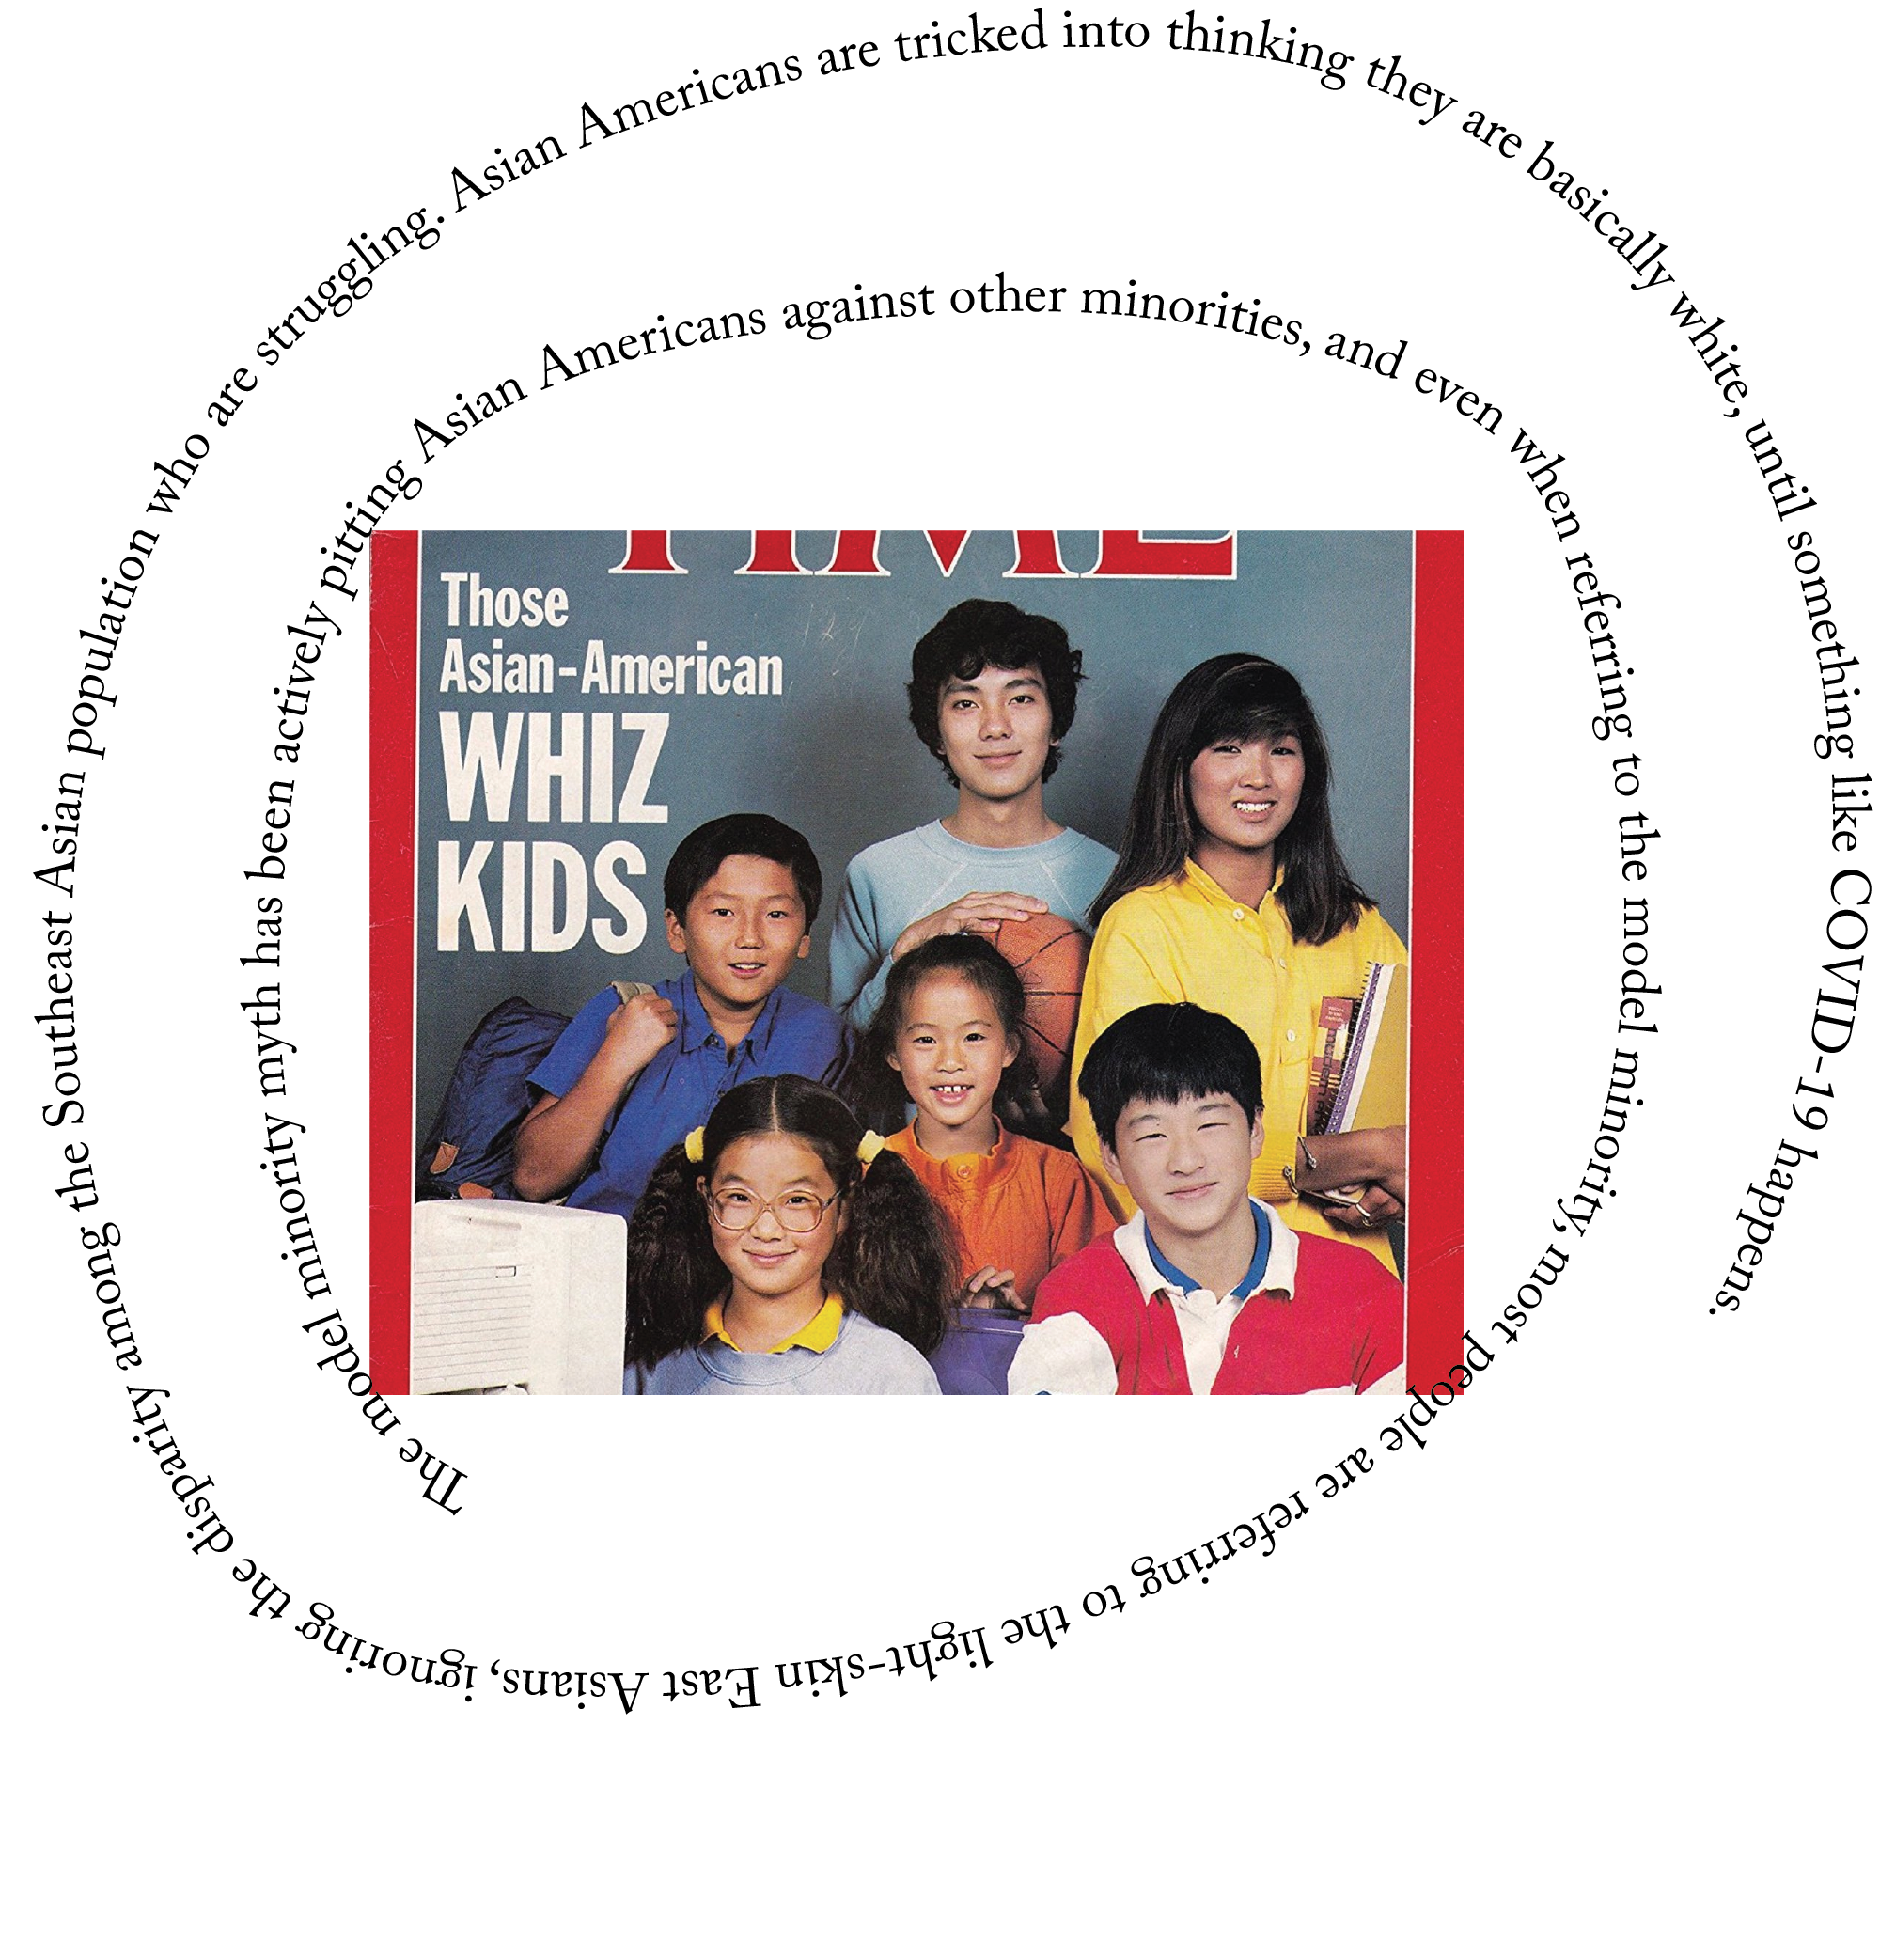 The model minority myth has been actively pitting Asian Americans against other minorities, and even when referring to the model minority, most people are referring to the light-skin East Asians, ignoring the disparity among the Southeast Asian population who are struggling. Asian Americans are tricked into thinking they are basically white, until something like COVID-19 happens.
TIME
Those
Asian-American
WHIZ
KIDS